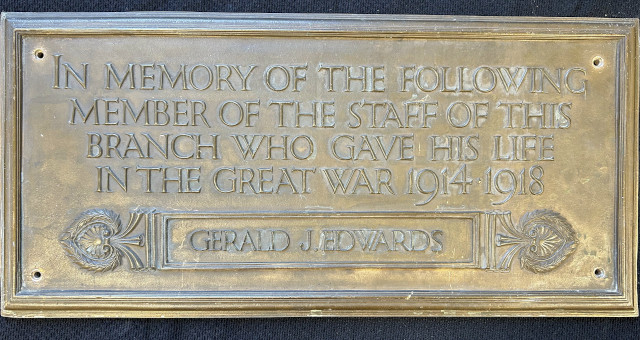 IN MEMORY OF THE FOLLOWING
MEMBER OF THE STAFF OF THIS
BRANCH WHO GAVE HIS LIFE
IN THE GREAT WAR 1914·1918
GERALD J. EDWARDS